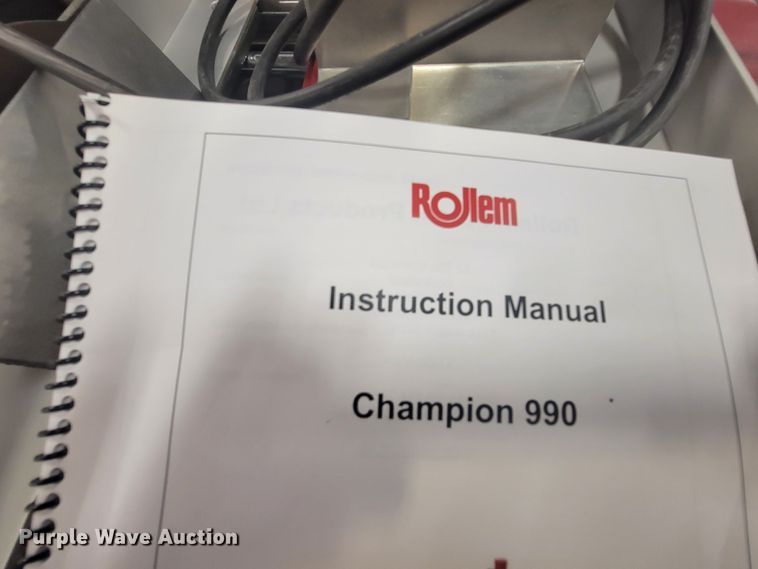 Rollem
Instruction Manual
Champion 990
Purple Wave Auction